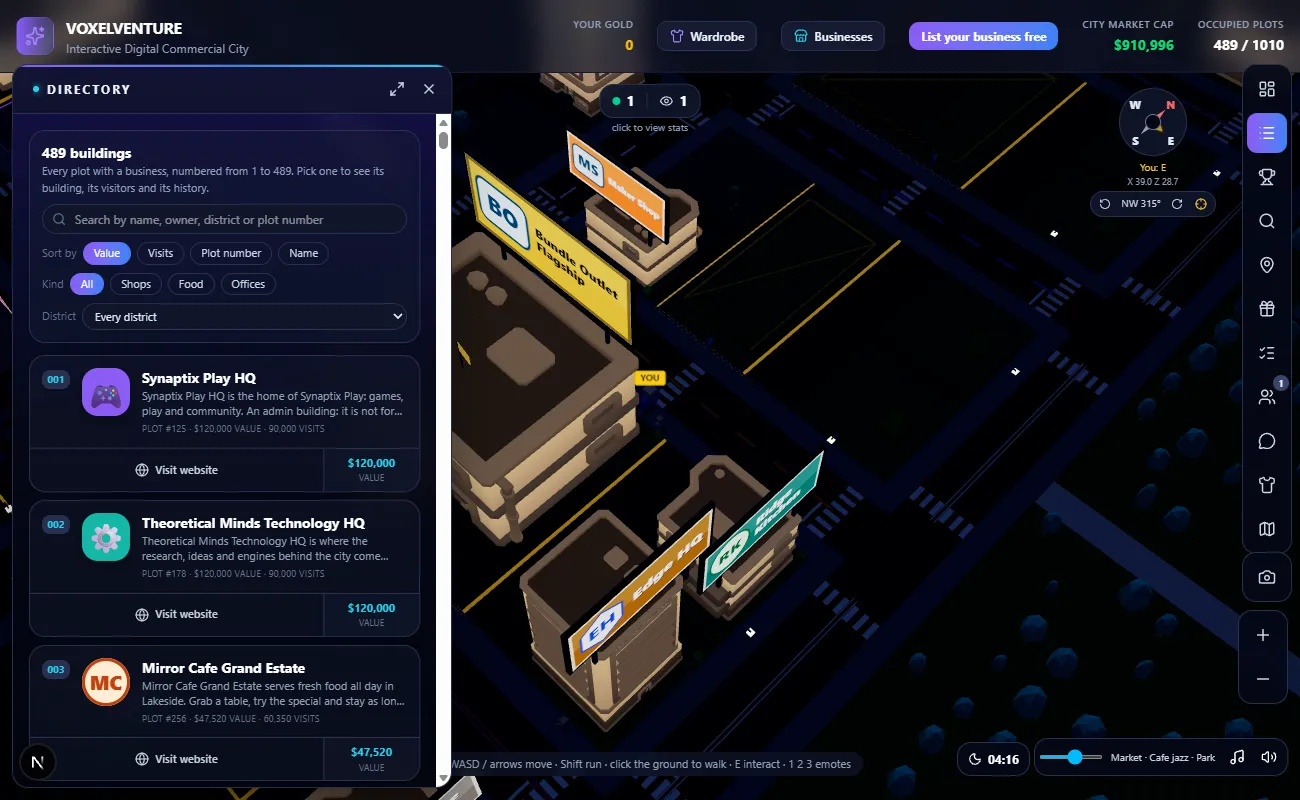 VOXELVENTURE
Interactive Digital Commercial City
YOUR GOLD
0
Wardrobe
Businesses
List your business free
CITY MARKET CAP
$910,996
OCCUPIED PLOTS
489 / 1010
DIRECTORY
489 buildings
Every plot with a business, numbered from 1 to 489. Pick one to see its
building, its visitors and its history.
Search by name, owner, district or plot number
Sort by
Value
Visits
Plot number
Name
Kind
All
Shops
Food
Offices
District
Every district
001
Synaptix Play HQ
Synaptix Play HQ is the home of Synaptix Play: games,
play and community. An admin building: it is not for...
PLOT #125 · $120,000 VALUE · 90,000 VISITS
Visit website
$120,000
VALUE
002
Theoretical Minds Technology HQ
Theoretical Minds Technology HQ is where the
research, ideas and engines behind the city come...
PLOT #178 · $120,000 VALUE · 90,000 VISITS
Visit website
$120,000
VALUE
003
MC
Mirror Cafe Grand Estate
Mirror Cafe Grand Estate serves fresh food all day in
Lakeside. Grab a table, try the special and stay as lon...
PLOT #256 · $47,520 VALUE · 60,350 VISITS
Visit website
$47,520
VALUE
N
1
1
click to view stats
MS
Maker Shop
BO
Bundle Outlet
Flagship
YOU
RK
Ridge
Kitchen
EH
Edge HQ
W
N
S
E
You: E
X 39.0 Z 28.7
NW 315°
1
WASD / arrows move · Shift run · click the ground to walk · E interact · 1 2 3 emotes
04:16
Market · Cafe jazz · Park